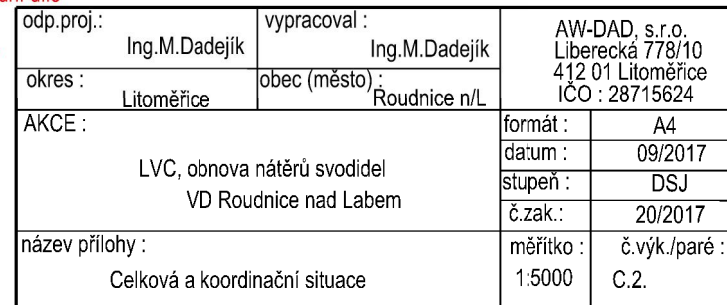 odp.proj.:
Ing.M.Dadejík
vypracoval :
Ing.M.Dadejík
AW-DAD, s.r.o.
Liberecká 778/10
412 01 Litoměřice
IČO : 28715624
okres :
Litoměřice
obec (město) :
Roudnice n/L
AKCE :
LVC, obnova nátěrů svodidel
VD Roudnice nad Labem
formát :
A4
datum :
09/2017
stupeň :
DSJ
č.zak.:
20/2017
název přílohy :
Celková a koordinační situace
měřítko :
1:5000
č.výk./paré :
C.2.